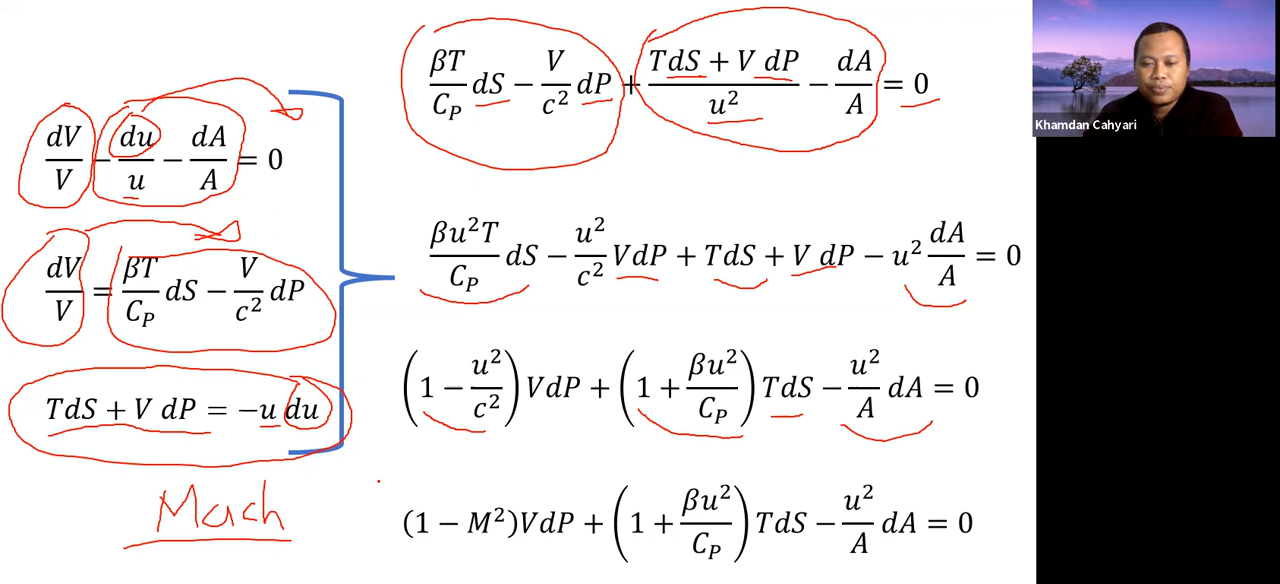 dV/V − du/u − dA/A = 0
dV/V = βT/C_P dS − V/c² dP
TdS + V dP = −u du
Mach
βT/C_P dS − V/c² dP + (TdS + V dP)/u² − dA/A = 0
βu²T/C_P dS − u²/c² VdP + TdS + V dP − u² dA/A = 0
(1 − u²/c²) VdP + (1 + βu²/C_P) TdS − u²/A dA = 0
(1 − M²)VdP + (1 + βu²/C_P) TdS − u²/A dA = 0
Khamdan Cahyari